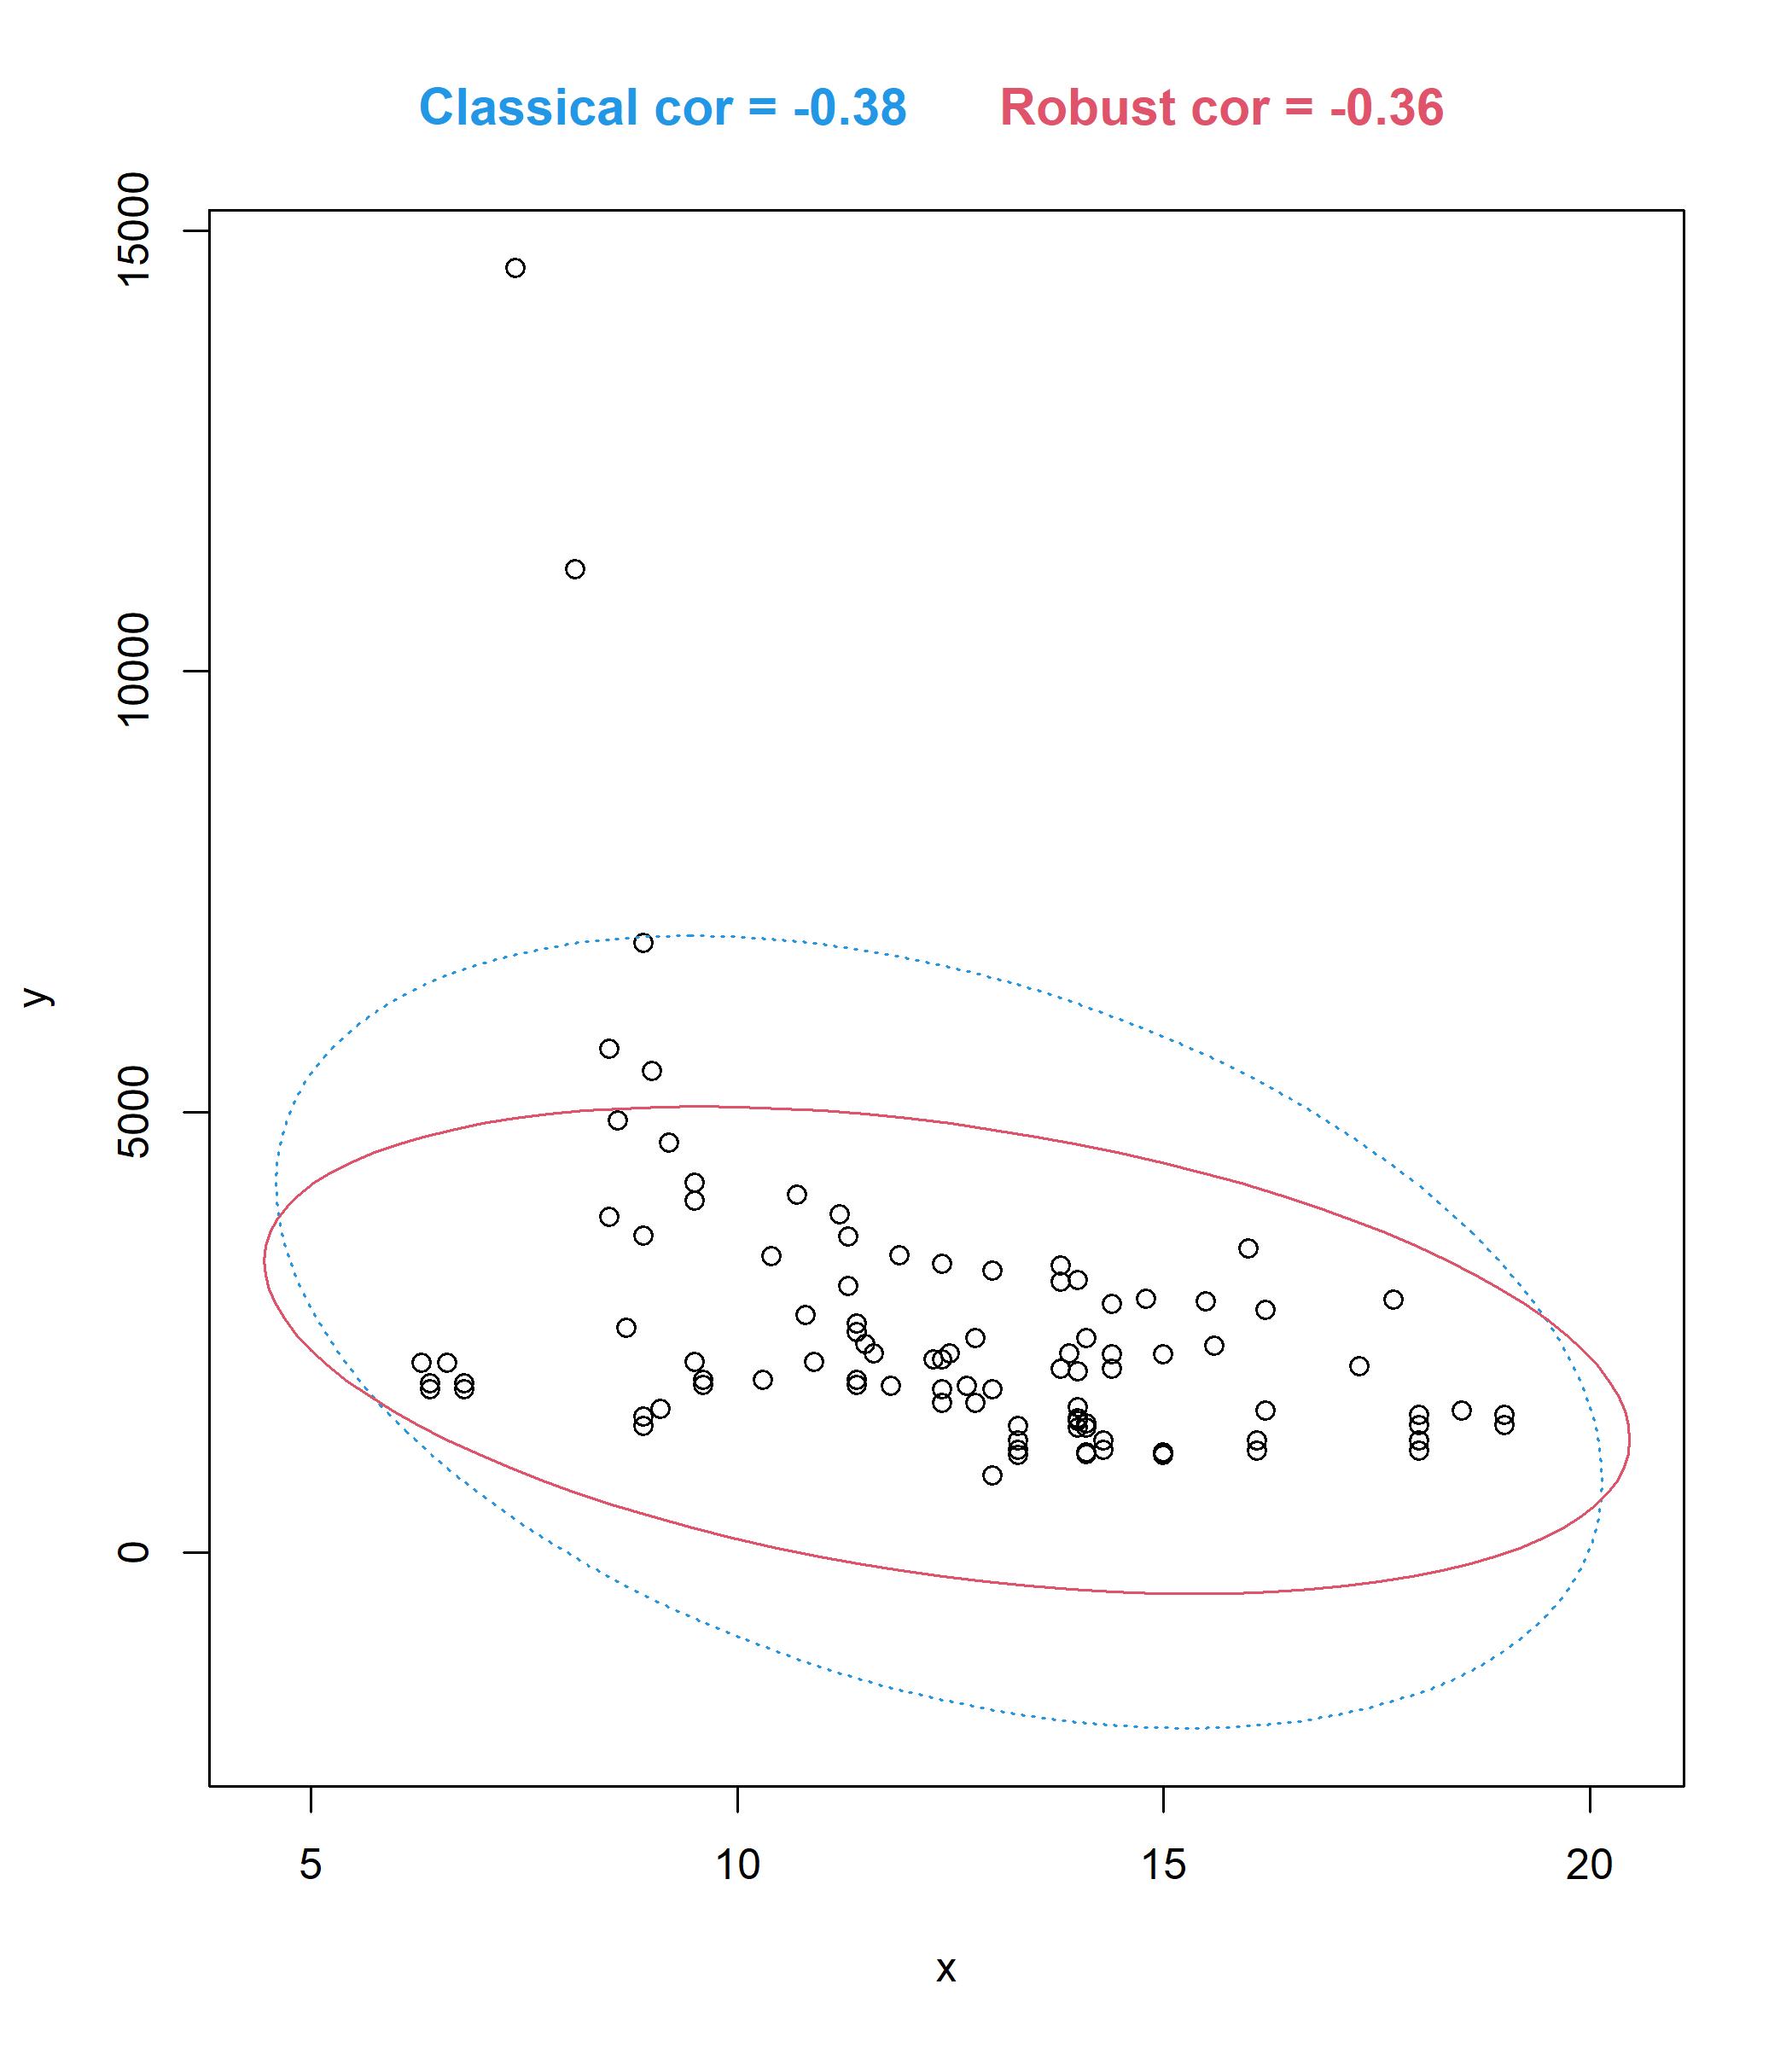 Classical cor = -0.38 Robust cor = -0.36
15000
10000
5000
0
y
5 10 15 20
x